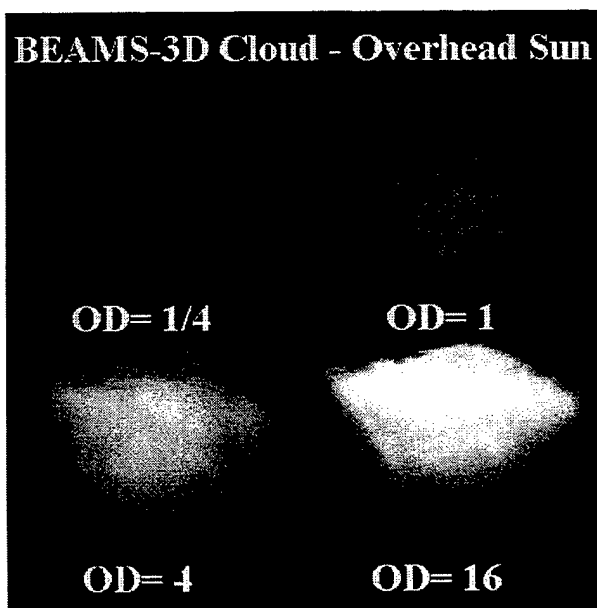 BEAMS-3D Cloud - Overhead Sun
OD= 1/4
OD= 1
OD= 4
OD= 16